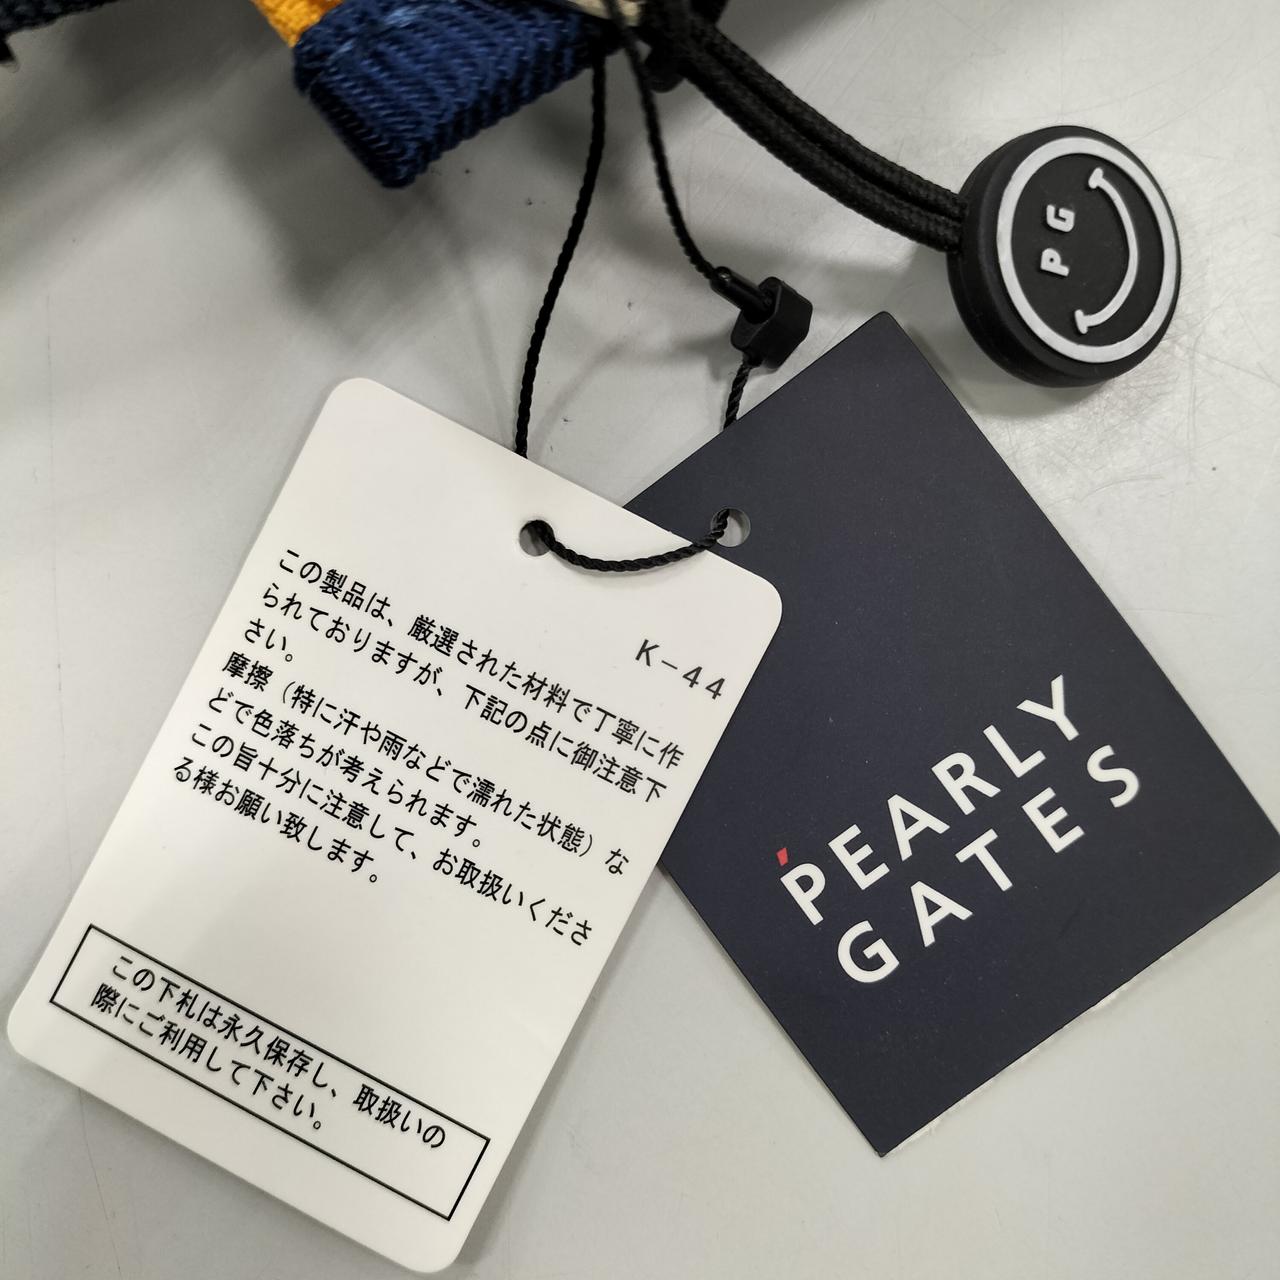 PG
K-44
この製品は、厳選された材料で丁寧に作
られておりますが、下記の点に御注意下
さい。
摩擦（特に汗や雨などで濡れた状態）な
どで色落ちが考えられます。
この旨十分に注意して、お取扱いくださ
る様お願い致します。
この下札は永久保存し、取扱いの
際にご利用して下さい。
PEARLY
GATES